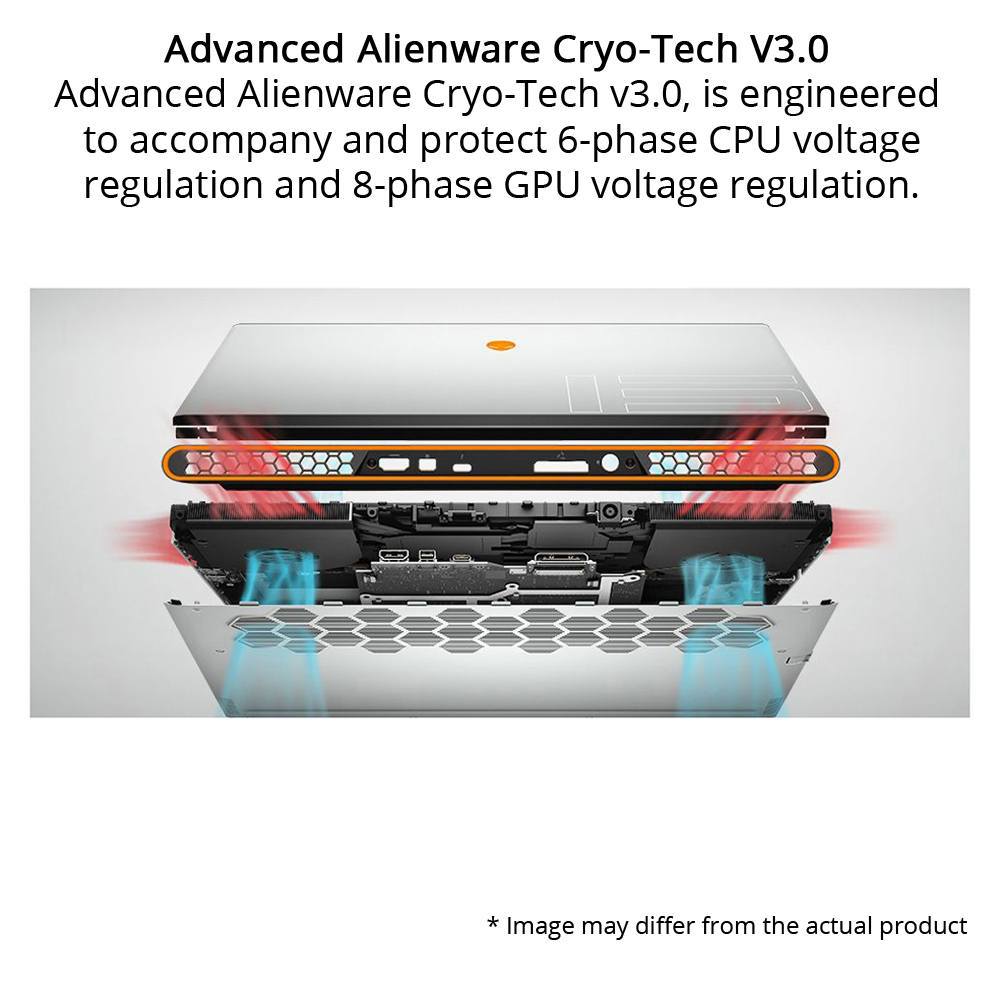 Advanced Alienware Cryo-Tech V3.0
Advanced Alienware Cryo-Tech v3.0, is engineered
to accompany and protect 6-phase CPU voltage
regulation and 8-phase GPU voltage regulation.
* Image may differ from the actual product